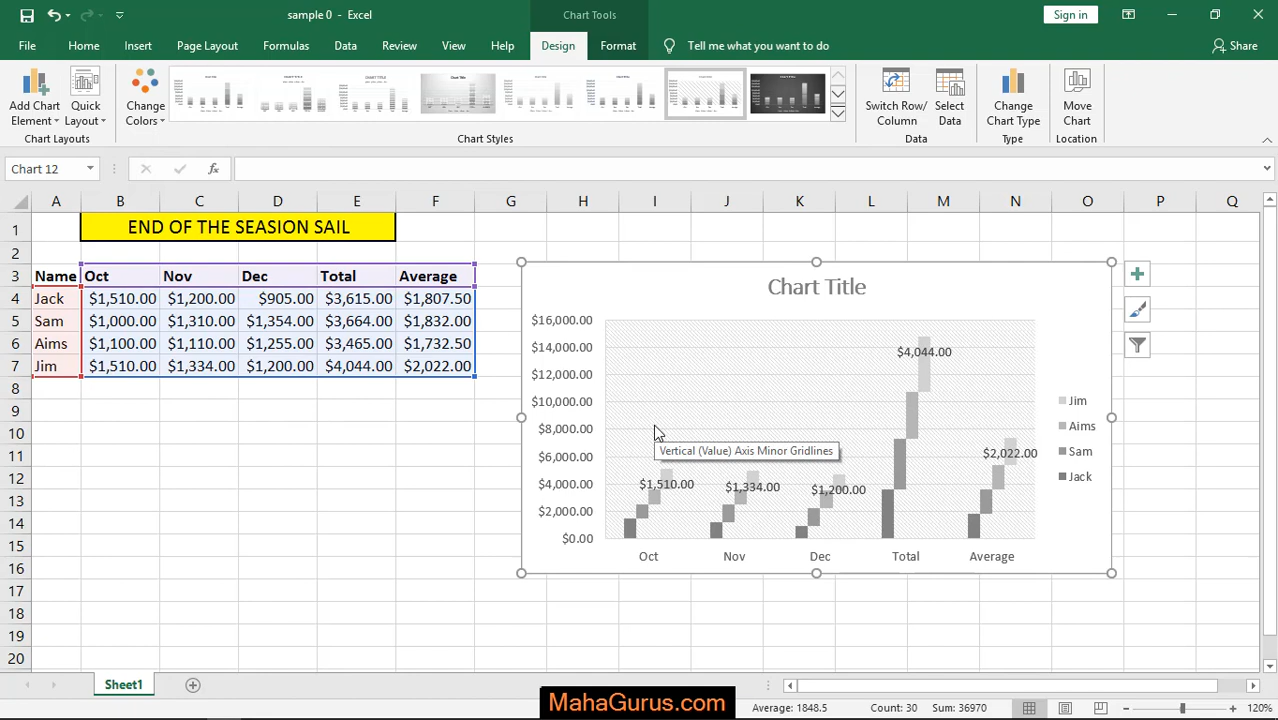 sample 0 - Excel
Chart Tools
Sign in
File Home Insert Page Layout Formulas Data Review View Help Design Format Tell me what you want to do Share
Add Chart Element
Quick Layout
Change Colors
Switch Row/ Column
Select Data
Change Chart Type
Move Chart
Chart Layouts Chart Styles Data Type Location
Chart 12 fx
A B C D E F G H I J K L M N O P Q
1 END OF THE SEASION SAIL
2
3 Name Oct Nov Dec Total Average
4 Jack $1,510.00 $1,200.00 $905.00 $3,615.00 $1,807.50
5 Sam $1,000.00 $1,310.00 $1,354.00 $3,664.00 $1,832.00
6 Aims $1,100.00 $1,110.00 $1,255.00 $3,465.00 $1,732.50
7 Jim $1,510.00 $1,334.00 $1,200.00 $4,044.00 $2,022.00
8
9
10
11
12
13
14
15
16
17
18
19
20
Chart Title
$16,000.00
$14,000.00
$12,000.00
$10,000.00
$8,000.00
$6,000.00
$4,000.00
$2,000.00
$0.00
$4,044.00
Vertical (Value) Axis Minor Gridlines
$2,022.00
$1,510.00 $1,334.00 $1,200.00
Oct Nov Dec Total Average
Jim
Aims
Sam
Jack
Sheet1
MahaGurus.com
Average: 1848.5 Count: 30 Sum: 36970 120%